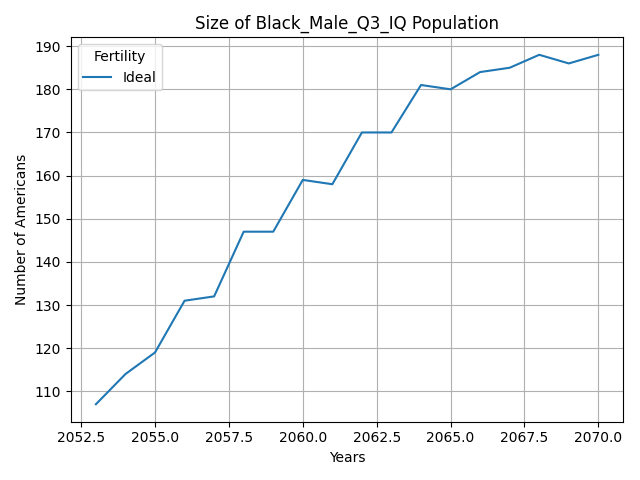 Size of Black_Male_Q3_IQ Population
Fertility
Ideal
Number of Americans
190
180
170
160
150
140
130
120
110
2052.5 2055.0 2057.5 2060.0 2062.5 2065.0 2067.5 2070.0
Years